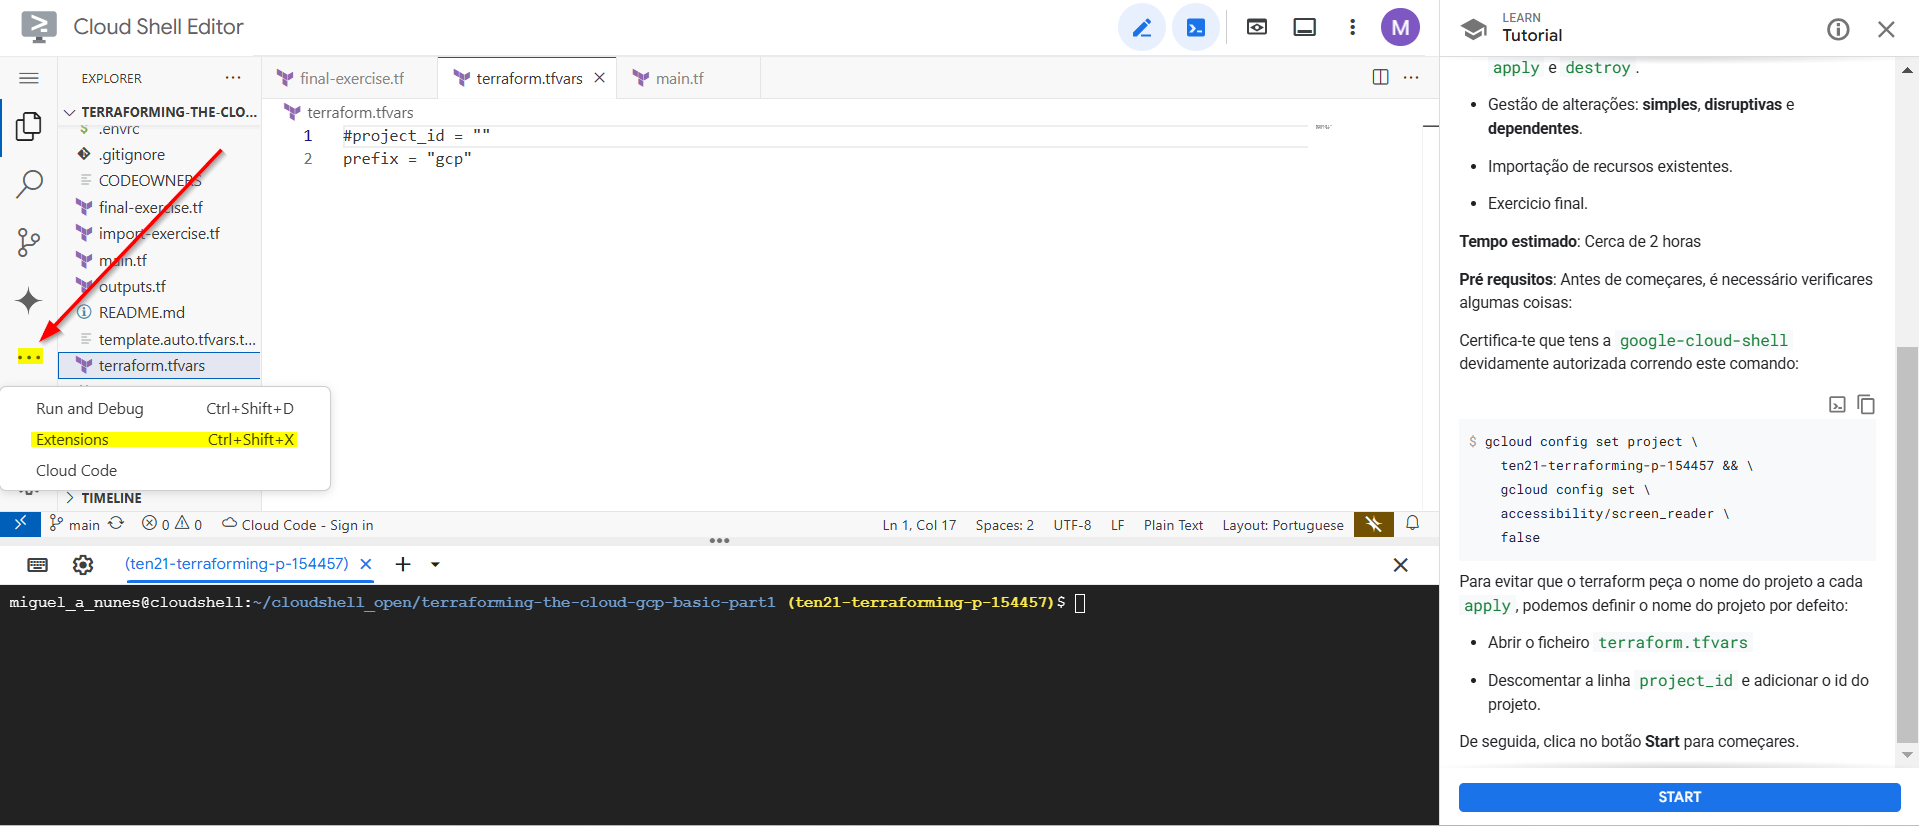 Cloud Shell Editor
M
EXPLORER
TERRAFORMING-THE-CLO...
.envrc
.gitignore
CODEOWNERS
final-exercise.tf
import-exercise.tf
main.tf
outputs.tf
README.md
template.auto.tfvars.t...
terraform.tfvars
Run and Debug Ctrl+Shift+D
Extensions Ctrl+Shift+X
Cloud Code
TIMELINE
final-exercise.tf
terraform.tfvars
main.tf
terraform.tfvars
1 #project_id = ""
2 prefix = "gcp"
main 0 0 Cloud Code - Sign in Ln 1, Col 17 Spaces: 2 UTF-8 LF Plain Text Layout: Portuguese
(ten21-terraforming-p-154457)
miguel_a_nunes@cloudshell:~/cloudshell_open/terraforming-the-cloud-gcp-basic-part1 (ten21-terraforming-p-154457)$
LEARN
Tutorial
apply e destroy.
• Gestão de alterações: simples, disruptivas e
dependentes.
• Importação de recursos existentes.
• Exercicio final.
Tempo estimado: Cerca de 2 horas
Pré requsitos: Antes de começares, é necessário verificares
algumas coisas:
Certifica-te que tens a google-cloud-shell
devidamente autorizada correndo este comando:
$ gcloud config set project \
ten21-terraforming-p-154457 && \
gcloud config set \
accessibility/screen_reader \
false
Para evitar que o terraform peça o nome do projeto a cada
apply, podemos definir o nome do projeto por defeito:
• Abrir o ficheiro terraform.tfvars
• Descomentar a linha project_id e adicionar o id do
projeto.
De seguida, clica no botão Start para começares.
START